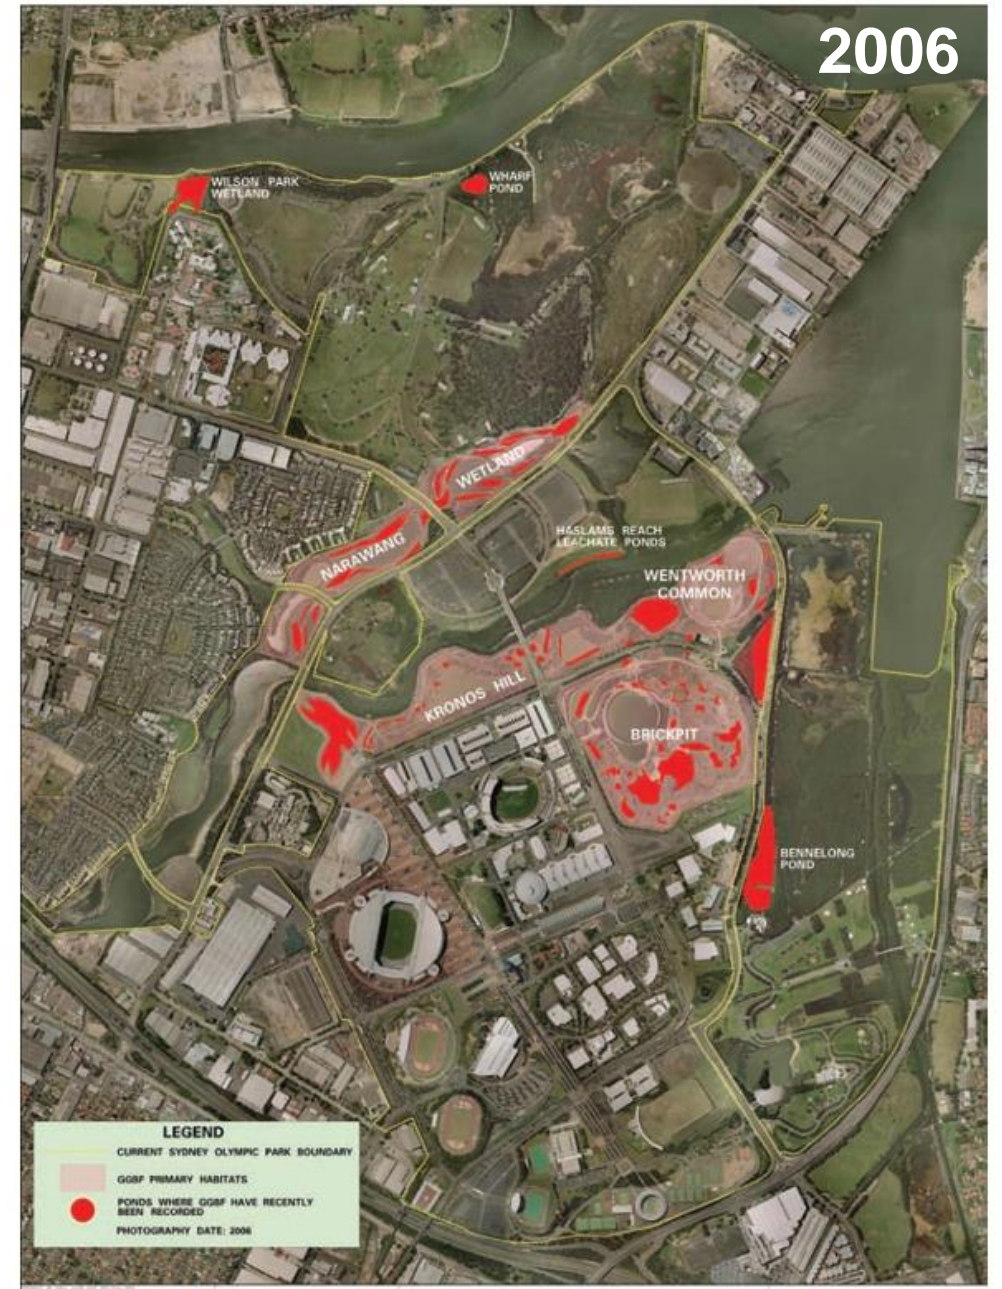 2006
WILSON PARK
WETLAND
WHARF
POND
WETLAND
NARAWANG
HASLAMS REACH
LEACHATE PONDS
WENTWORTH
COMMON
KRONOS HILL
BRICKPIT
BENNELONG
POND
LEGEND
CURRENT SYDNEY OLYMPIC PARK BOUNDARY
GGBF PRIMARY HABITATS
PONDS WHERE GGBF HAVE RECENTLY
BEEN RECORDED
PHOTOGRAPHY DATE: 2006